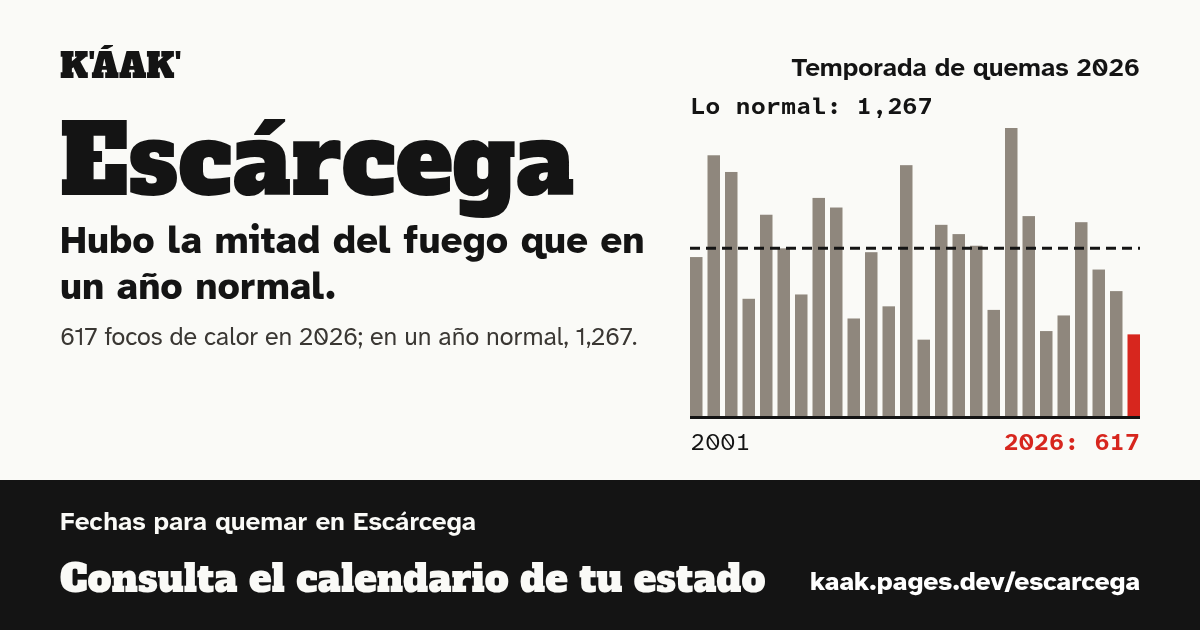 K'ÁAK'
Escárcega
Hubo la mitad del fuego que en
un año normal.
617 focos de calor en 2026; en un año normal, 1,267.
Temporada de quemas 2026
Lo normal: 1,267
2001
2026: 617
Fechas para quemar en Escárcega
Consulta el calendario de tu estado
kaak.pages.dev/escarcega